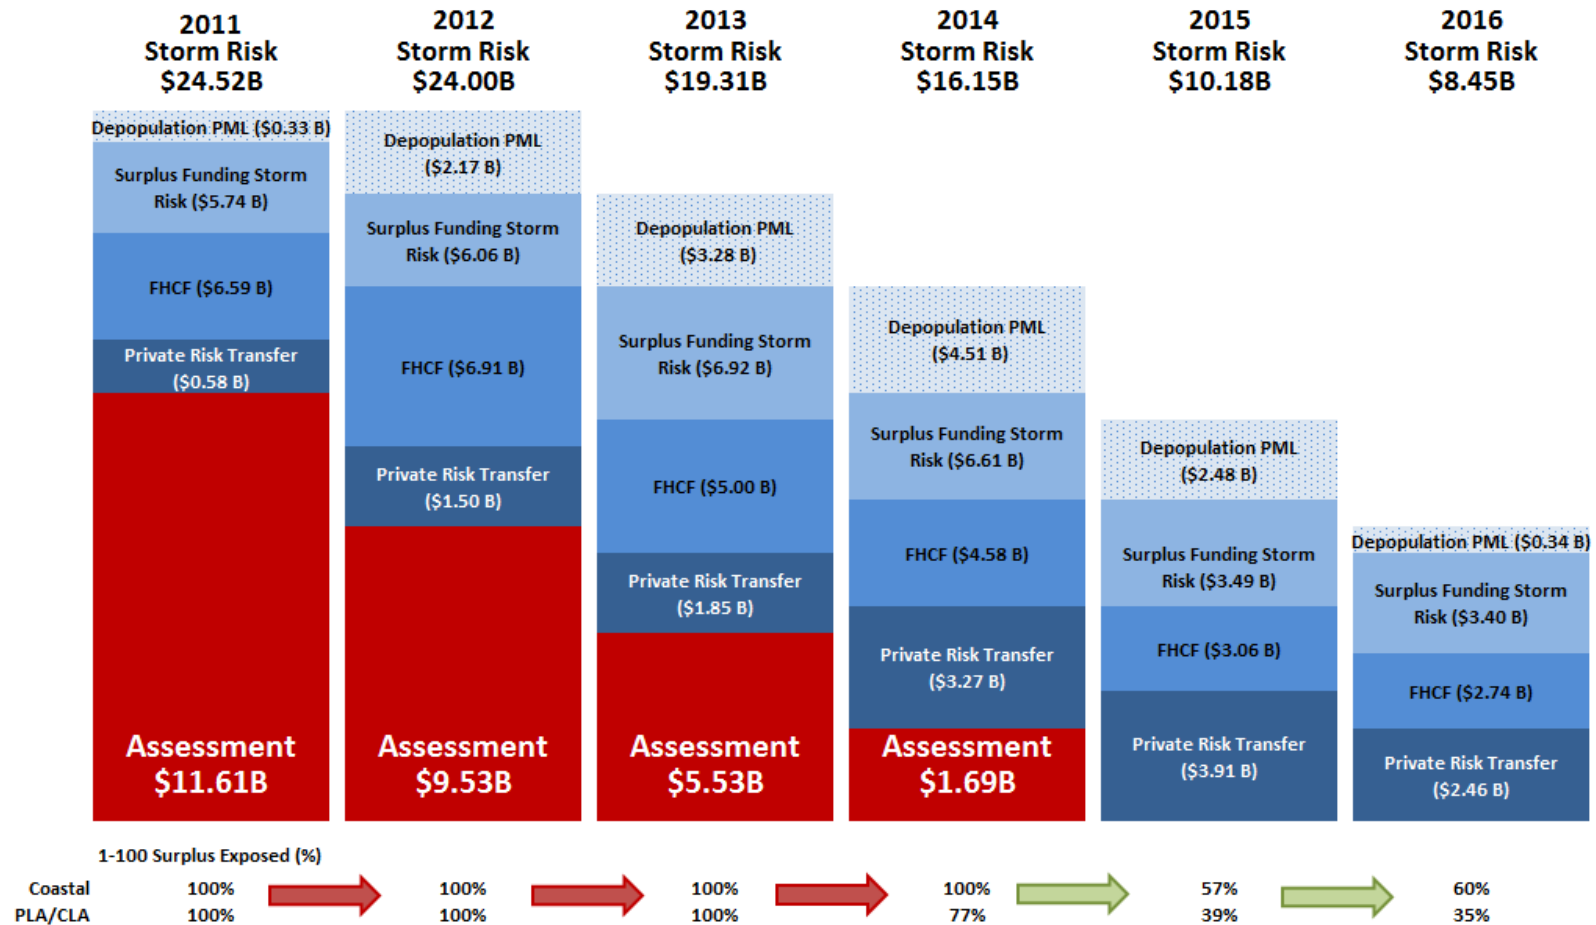 2011
Storm Risk
$24.52B
2012
Storm Risk
$24.00B
2013
Storm Risk
$19.31B
2014
Storm Risk
$16.15B
2015
Storm Risk
$10.18B
2016
Storm Risk
$8.45B
Depopulation PML ($0.33 B)
Surplus Funding Storm
Risk ($5.74 B)
FHCF ($6.59 B)
Private Risk Transfer
($0.58 B)
Assessment
$11.61B
Depopulation PML
($2.17 B)
Surplus Funding Storm
Risk ($6.06 B)
FHCF ($6.91 B)
Private Risk Transfer
($1.50 B)
Assessment
$9.53B
Depopulation PML
($3.28 B)
Surplus Funding Storm
Risk ($6.92 B)
FHCF ($5.00 B)
Private Risk Transfer
($1.85 B)
Assessment
$5.53B
Depopulation PML
($4.51 B)
Surplus Funding Storm
Risk ($6.61 B)
FHCF ($4.58 B)
Private Risk Transfer
($3.27 B)
Assessment
$1.69B
Depopulation PML
($2.48 B)
Surplus Funding Storm
Risk ($3.49 B)
FHCF ($3.06 B)
Private Risk Transfer
($3.91 B)
Depopulation PML ($0.34 B)
Surplus Funding Storm
Risk ($3.40 B)
FHCF ($2.74 B)
Private Risk Transfer
($2.46 B)
1-100 Surplus Exposed (%)
Coastal 100% 100% 100% 100% 57% 60%
PLA/CLA 100% 100% 100% 77% 39% 35%